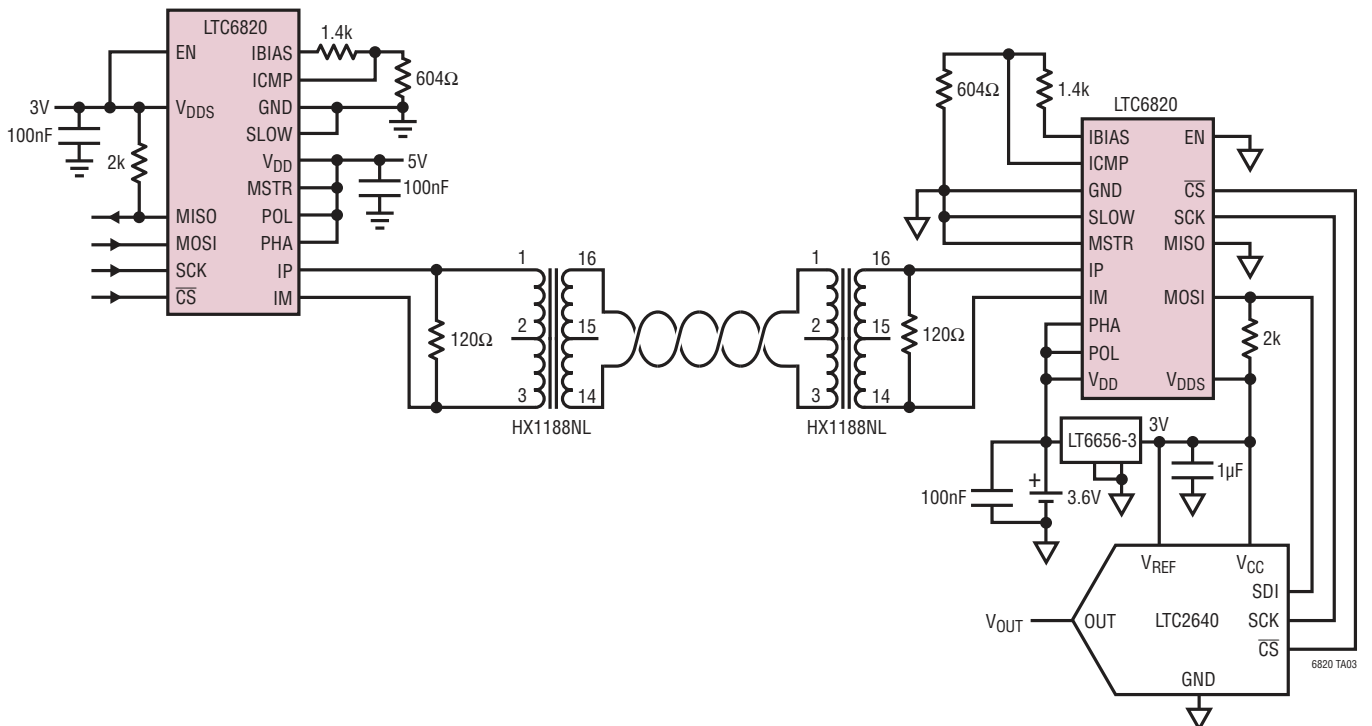 LTC6820
EN
IBIAS
1.4k
ICMP
604Ω
3V
VDDS
GND
100nF
SLOW
2k
VDD
5V
MSTR
100nF
MISO
POL
MOSI
PHA
SCK
IP
CS
IM
120Ω
1
2
3
16
15
14
HX1188NL
1
2
3
16
15
14
HX1188NL
120Ω
604Ω
1.4k
LTC6820
IBIAS
EN
ICMP
GND
CS
SLOW
SCK
MSTR
MISO
IP
IM
MOSI
PHA
2k
POL
VDD
VDDS
LT6656-3
3V
100nF
+
3.6V
1µF
VREF
VCC
SDI
VOUT
OUT
LTC2640
SCK
CS
GND
6820 TA03